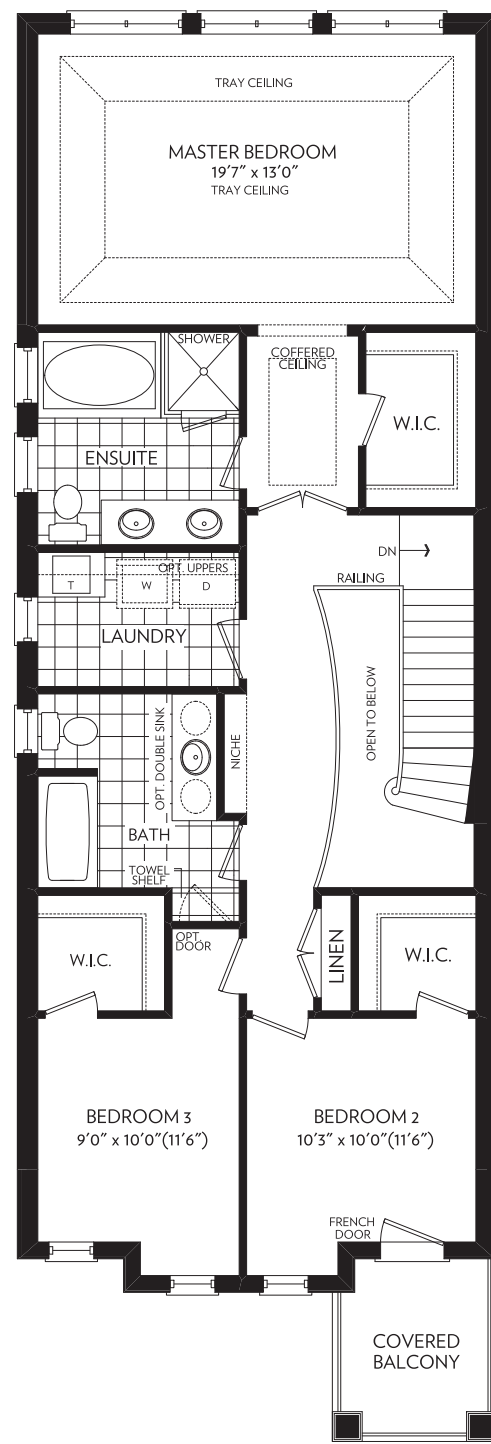 TRAY CEILING
MASTER BEDROOM
19'7" x 13'0"
TRAY CEILING
SHOWER
COFFERED
CEILING
W.I.C.
ENSUITE
DN
OPT. UPPERS
T
W
D
RAILING
LAUNDRY
OPEN TO BELOW
OPT. DOUBLE SINK
NICHE
BATH
TOWEL
SHELF
OPT.
DOOR
LINEN
W.I.C.
W.I.C.
BEDROOM 3
9'0" x 10'0"(11'6")
BEDROOM 2
10'3" x 10'0"(11'6")
FRENCH
DOOR
COVERED
BALCONY